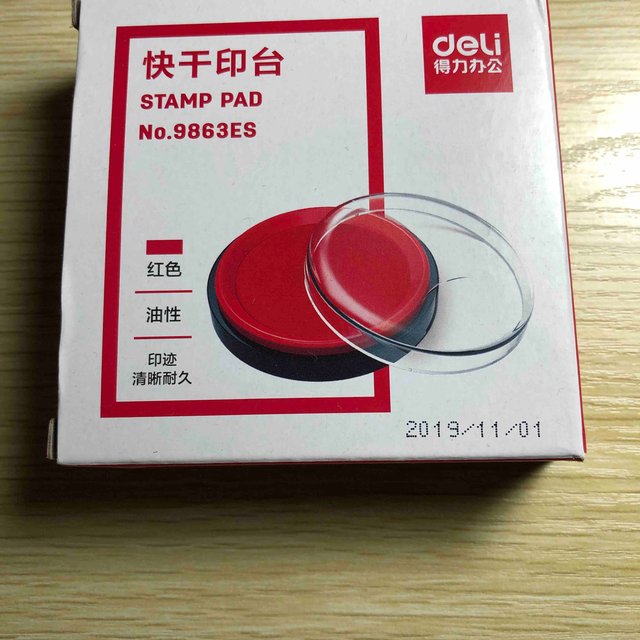 快干印台
STAMP PAD
No.9863ES
deli
得力办公
红色
油性
印迹
清晰耐久
2019/11/01